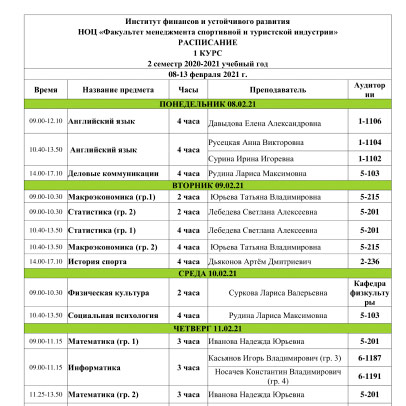 Институт финансов и устойчивого развития
НОЦ «Факультет менеджмента спортивной и туристской индустрии»
РАСПИСАНИЕ
1 КУРС
2 семестр 2020-2021 учебный год
08-13 февраля 2021 г.
Время Название предмета Часы Преподаватель Аудитор
ии
ПОНЕДЕЛЬНИК 08.02.21
09.00-12.10 Английский язык 4 часа Давыдова Елена Александровна 1-1106
10.40-13.50 Английский язык 4 часа Русецкая Анна Викторовна 1-1104
Сурина Ирина Игоревна 1-1102
14.00-17.10 Деловые коммуникации 4 часа Рудина Лариса Максимовна 5-103
ВТОРНИК 09.02.21
09.00-10.30 Макроэкономика (гр.1) 2 часа Юрьева Татьяна Владимировна 5-215
09.00-10.30 Статистика (гр. 2) 2 часа Лебедева Светлана Алексеевна 5-201
10.40-13.50 Статистика (гр. 1) 4 часа Лебедева Светлана Алексеевна 5-201
10.40-13.50 Макроэкономика (гр. 2) 4 часа Юрьева Татьяна Владимировна 5-215
14.00-17.10 История спорта 4 часа Дьяконов Артём Дмитриевич 2-236
СРЕДА 10.02.21
09.00-10.30 Физическая культура 2 часа Суркова Лариса Валерьевна Кафедра
физкульту
ры
10.40-13.50 Социальная психология 4 часа Рудина Лариса Максимовна 5-103
ЧЕТВЕРГ 11.02.21
09.00-11.15 Математика (гр. 1) 3 часа Иванова Надежда Юрьевна 5-201
09.00-11.15 Информатика 3 часа Касьянов Игорь Владимирович (гр. 3) 6-1187
Носачев Константин Владимирович
(гр. 4) 6-1191
11.25-13.50 Математика (гр. 2) 3 часа Иванова Надежда Юрьевна 5-201